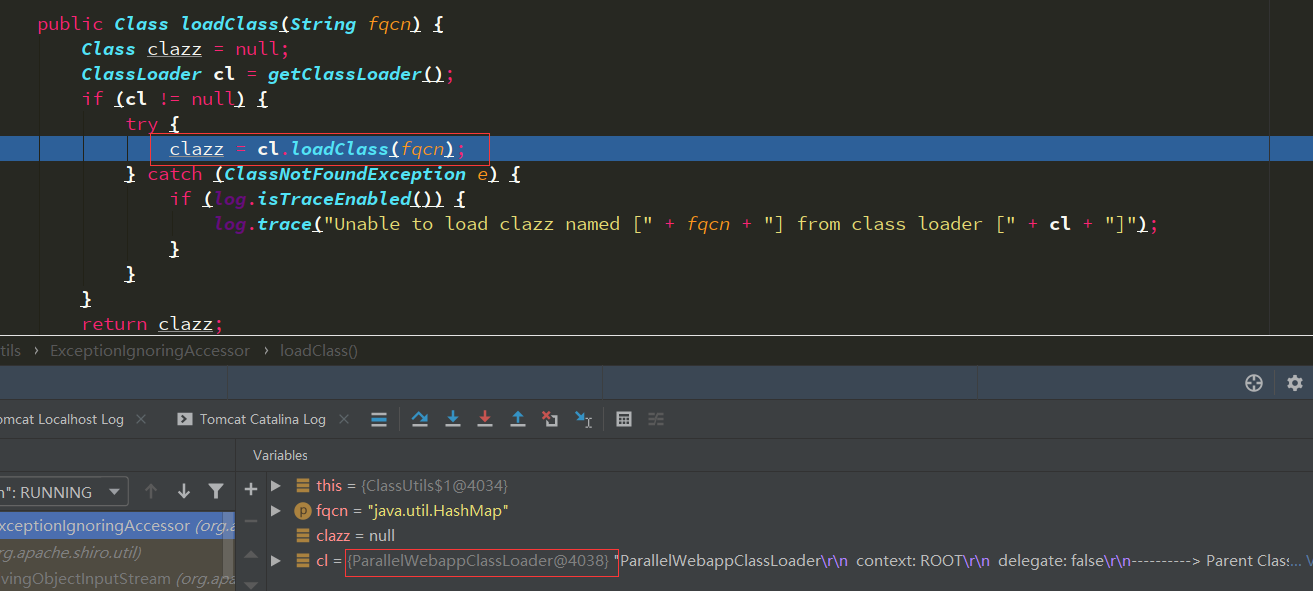 public Class loadClass(String fqcn) {
Class clazz = null;
ClassLoader cl = getClassLoader();
if (cl != null) {
try {
clazz = cl.loadClass(fqcn);
} catch (ClassNotFoundException e) {
if (log.isTraceEnabled()) {
log.trace("Unable to load clazz named [" + fqcn + "] from class loader [" + cl + "]");
}
}
}
return clazz;
tils › ExceptionIgnoringAccessor › loadClass()
omcat Localhost Log × Tomcat Catalina Log ×
Variables
n": RUNNING
this = {ClassUtils$1@4034}
fqcn = "java.util.HashMap"
xceptionIgnoringAccessor (org.a
clazz = null
rg.apache.shiro.util)
cl = {ParallelWebappClassLoader@4038} "ParallelWebappClassLoader\r\n context: ROOT\r\n delegate: false\r\n----------> Parent Class... V
vingObjectInputStream (org.apa